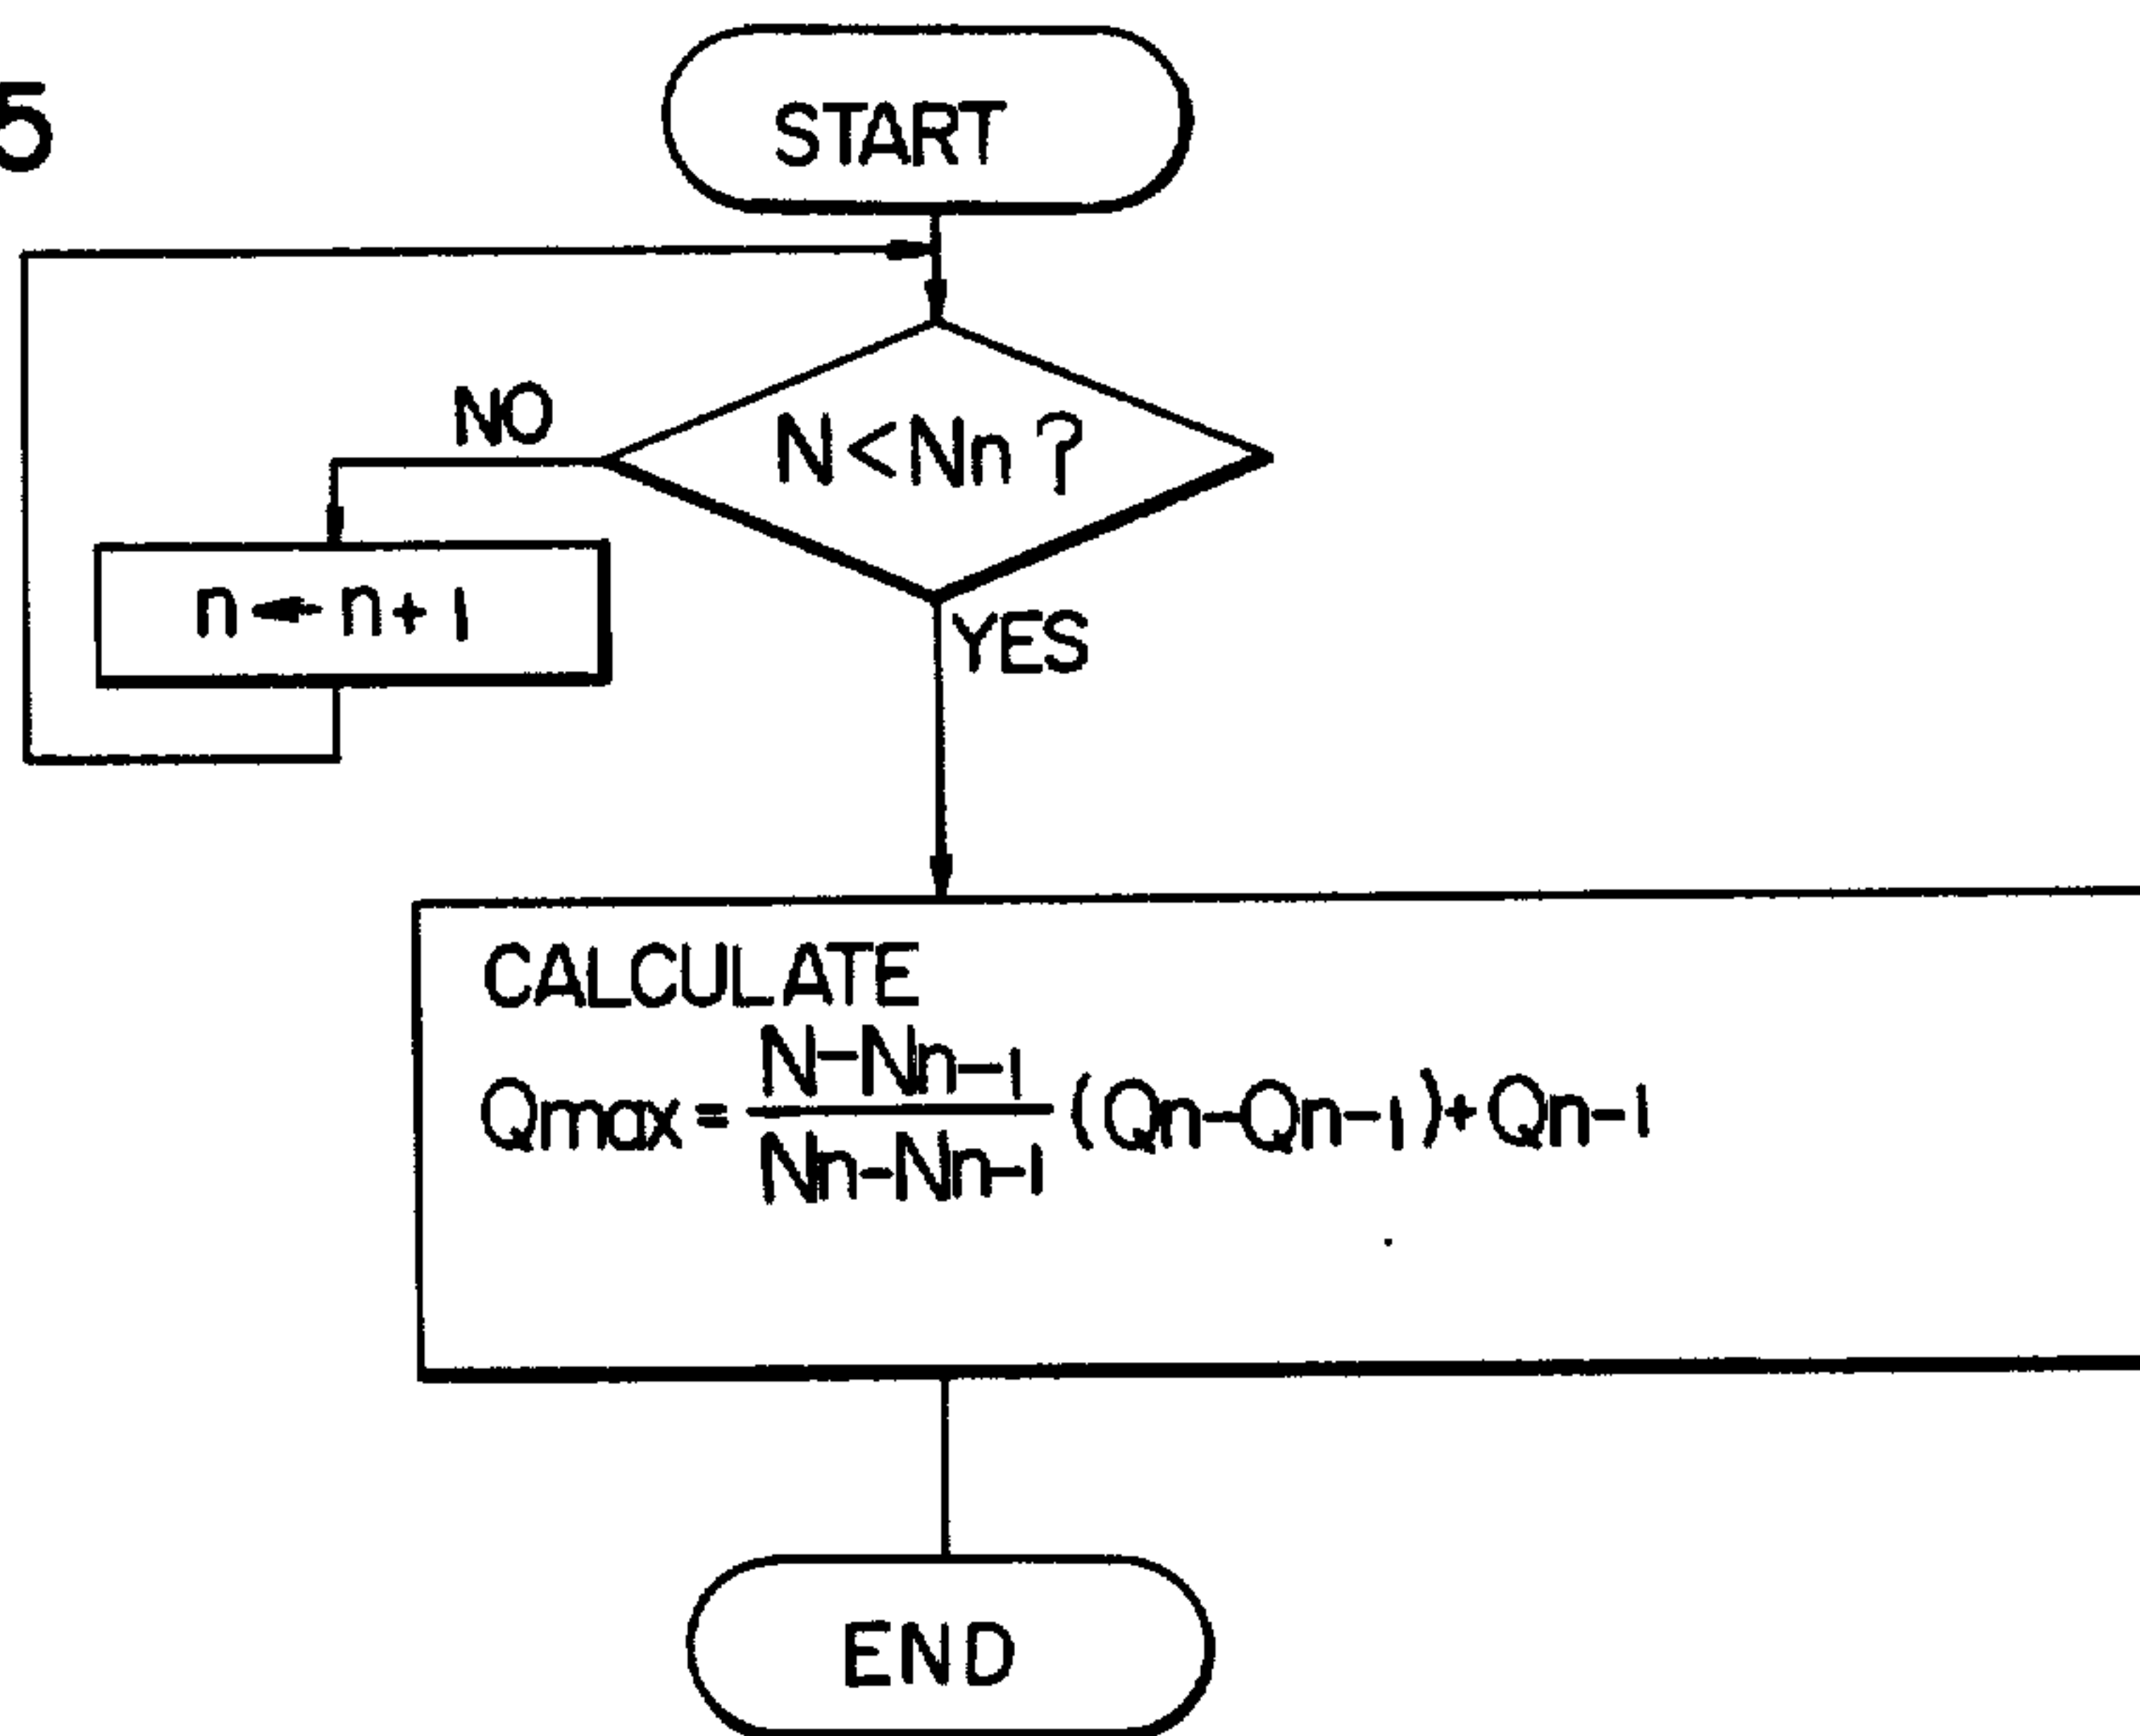 5
START
NO
N<Nn ?
n ← n + 1
YES
CALCULATE
Qmax = N-Nn-1 / Nn-Nn-1 (Qn-Qn-1) + Qn-1
END